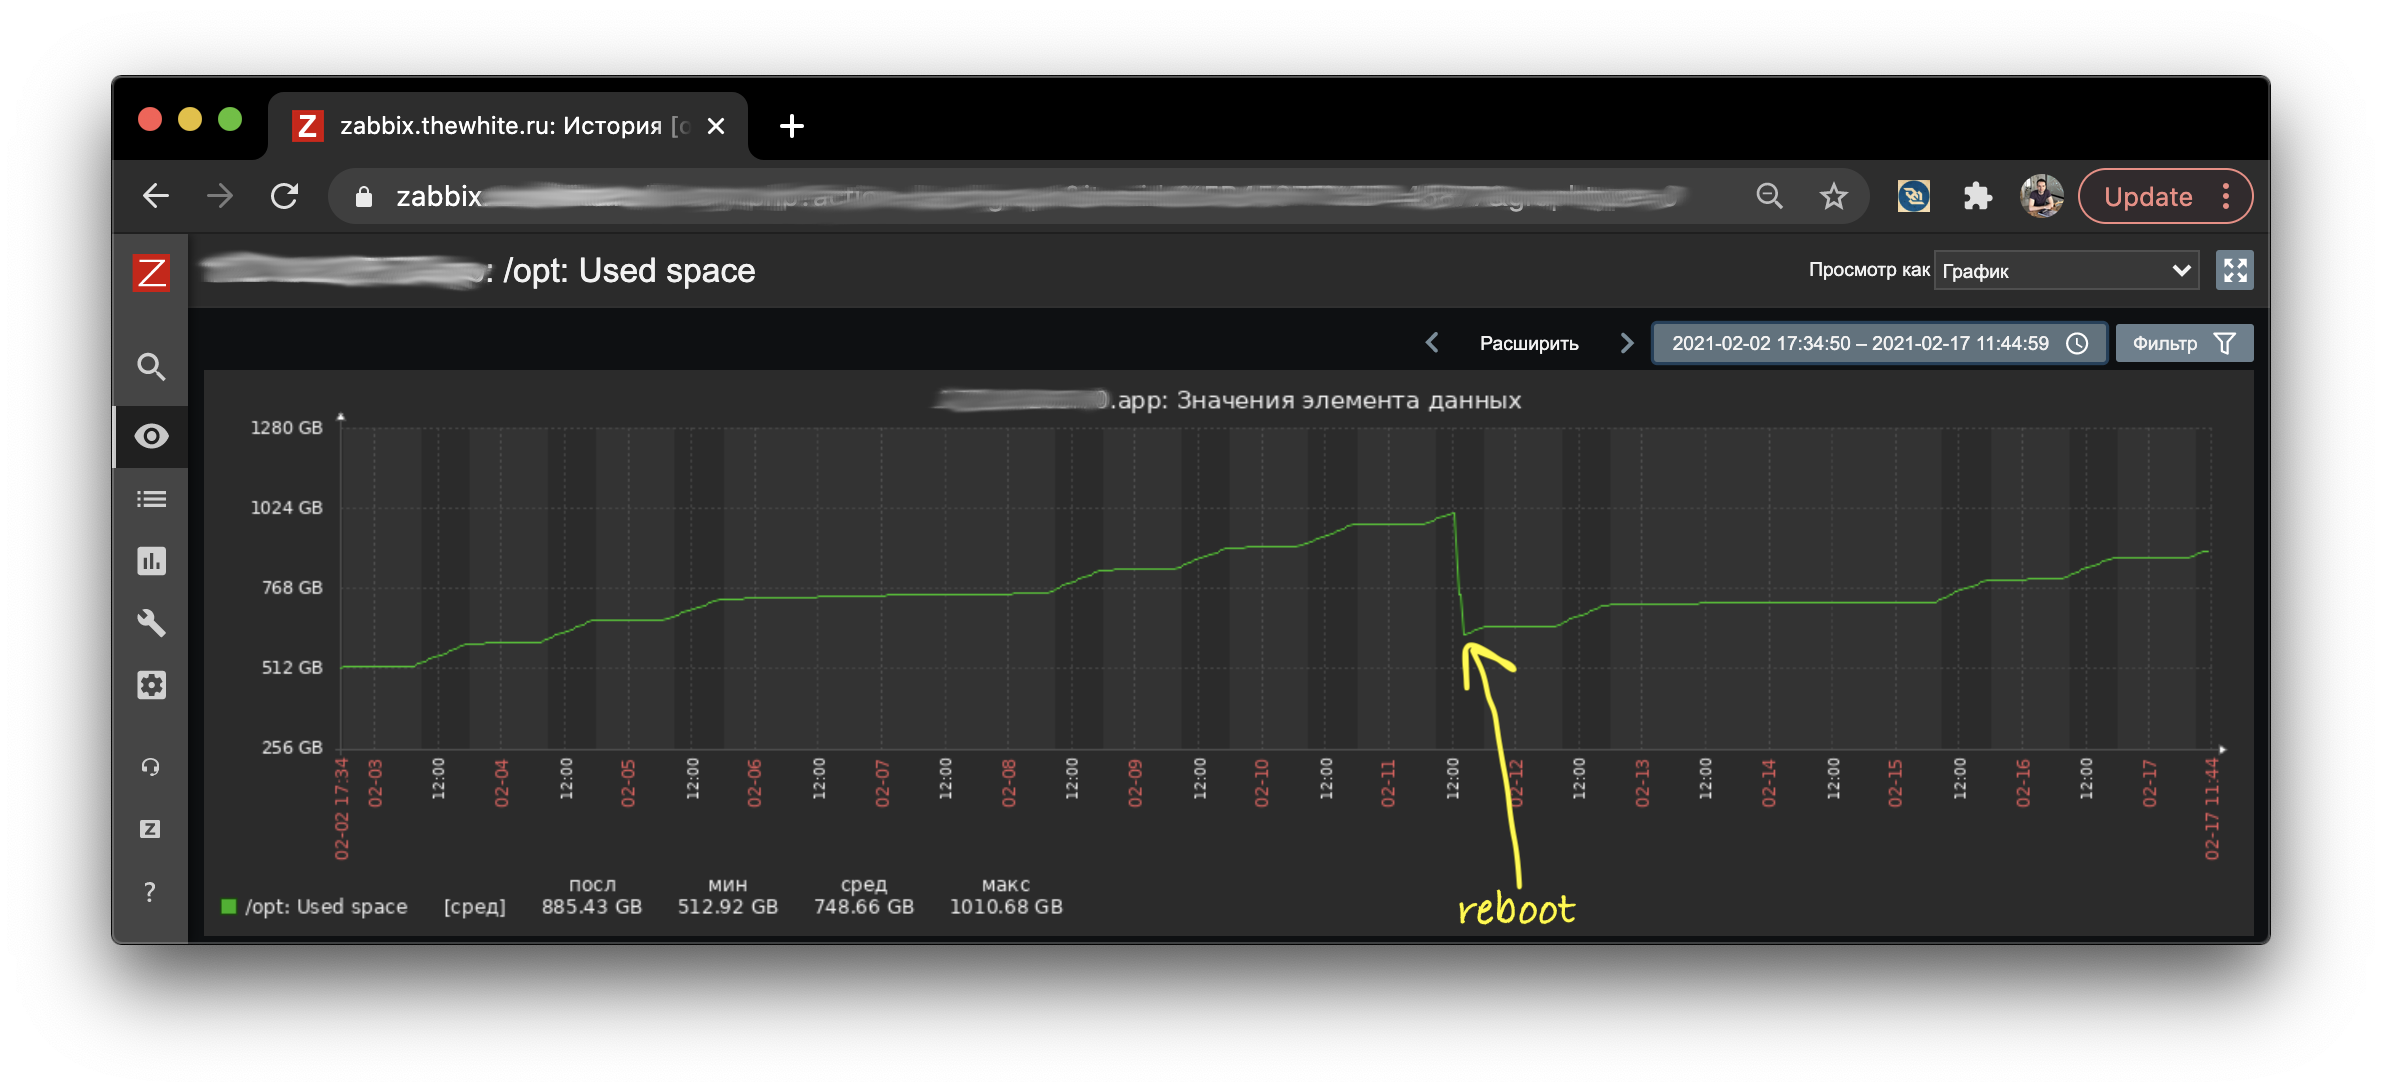 zabbix.thewhite.ru: История [
zabbix.
Update
: /opt: Used space
Просмотр как
График
Расширить
2021-02-02 17:34:50 – 2021-02-17 11:44:59
Фильтр
.app: Значения элемента данных
1280 GB
1024 GB
768 GB
512 GB
256 GB
02-02 17:34
02-03
12:00
02-04
12:00
02-05
12:00
02-06
12:00
02-07
12:00
02-08
12:00
02-09
12:00
02-10
12:00
02-11
12:00
02-12
12:00
02-13
12:00
02-14
12:00
02-15
12:00
02-16
12:00
02-17
02-17 11:44
посл мин сред макс
/opt: Used space [сред] 885.43 GB 512.92 GB 748.66 GB 1010.68 GB
reboot